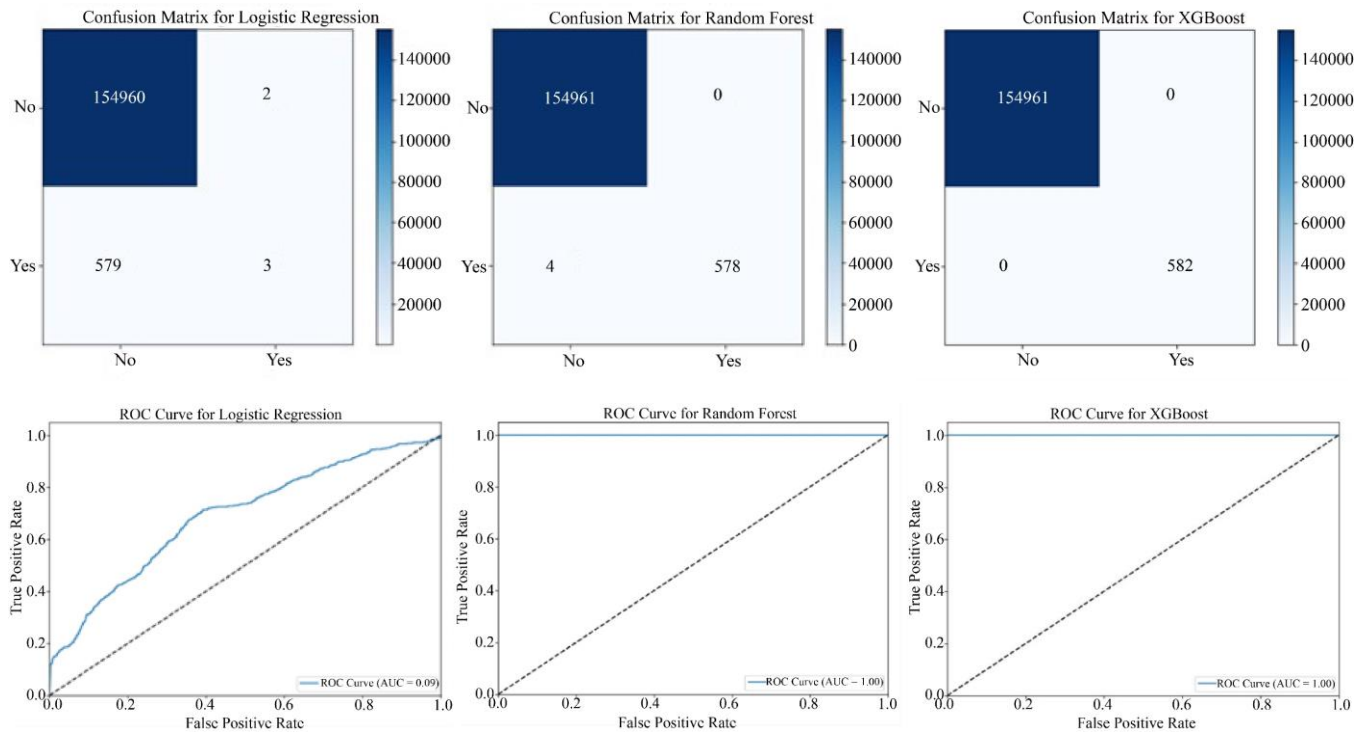 Confusion Matrix for Logistic Regression
No
Yes
154960
2
579
3
No
Yes
140000
120000
100000
80000
60000
40000
20000
Confusion Matrix for Random Forest
No
Yes
154961
0
4
578
No
Yes
140000
120000
100000
80000
60000
40000
20000
0
Confusion Matrix for XGBoost
No
Yes
154961
0
0
582
No
Yes
140000
120000
100000
80000
60000
40000
20000
0
ROC Curve for Logistic Regression
True Positive Rate
1.0
0.8
0.6
0.4
0.2
0.0
0.0
0.2
0.4
0.6
0.8
1.0
ROC Curve (AUC = 0.09)
False Positive Rate
ROC Curvc for Random Forest
True Positive Rate
1.0
0.8
0.6
0.4
0.2
0.0
0.0
0.2
0.4
0.6
0.8
1.0
ROC Curve (AUC – 1.00)
False Positive Rate
ROC Curve for XGBoost
True Positive Rate
1.0
0.8
0.6
0.4
0.2
0.0
0.0
0.2
0.4
0.6
0.8
1.0
ROC Curve (AUC = 1.00)
False Positive Rate